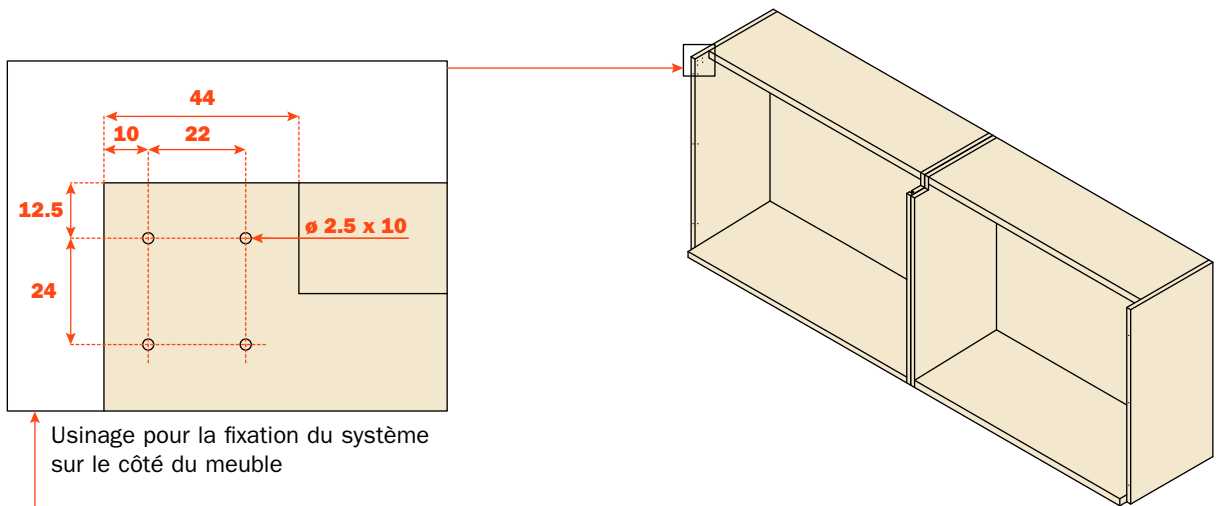 44
10 22
12.5
ø 2.5 x 10
24
Usinage pour la fixation du système
sur le côté du meuble